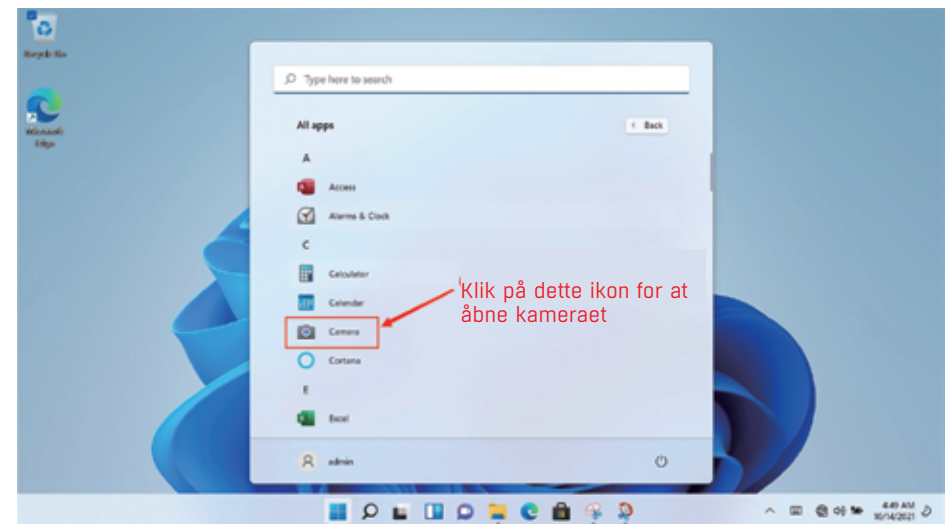 Recycle Bin
Type here to search
Microsoft
Edge
All apps
Back
A
Access
Alarms & Clock
C
Calculator
Calendar
Klik på dette ikon for at
åbne kameraet
Camera
Cortana
E
Excel
admin
4:49 AM
10/14/2021